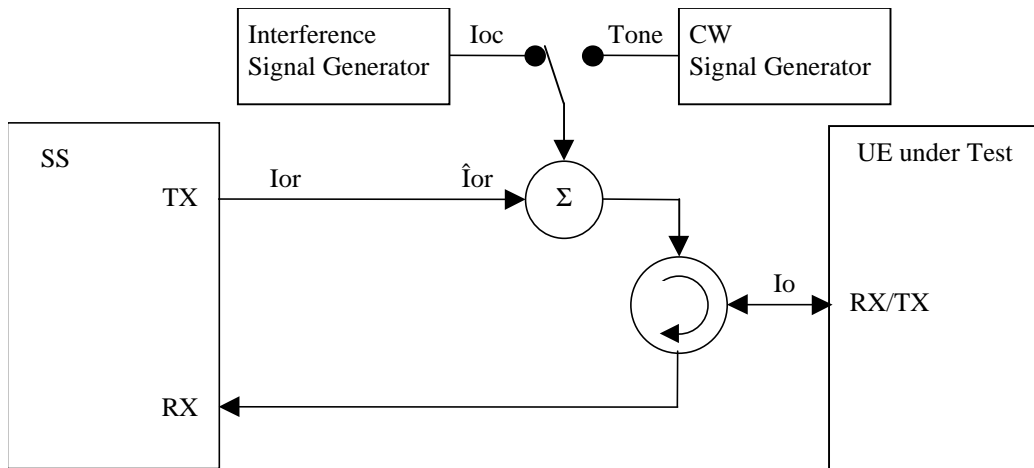 Interference
Signal Generator
Ioc
Tone
CW
Signal Generator
SS
UE under Test
TX
Ior
Îor
Σ
Io
RX/TX
RX